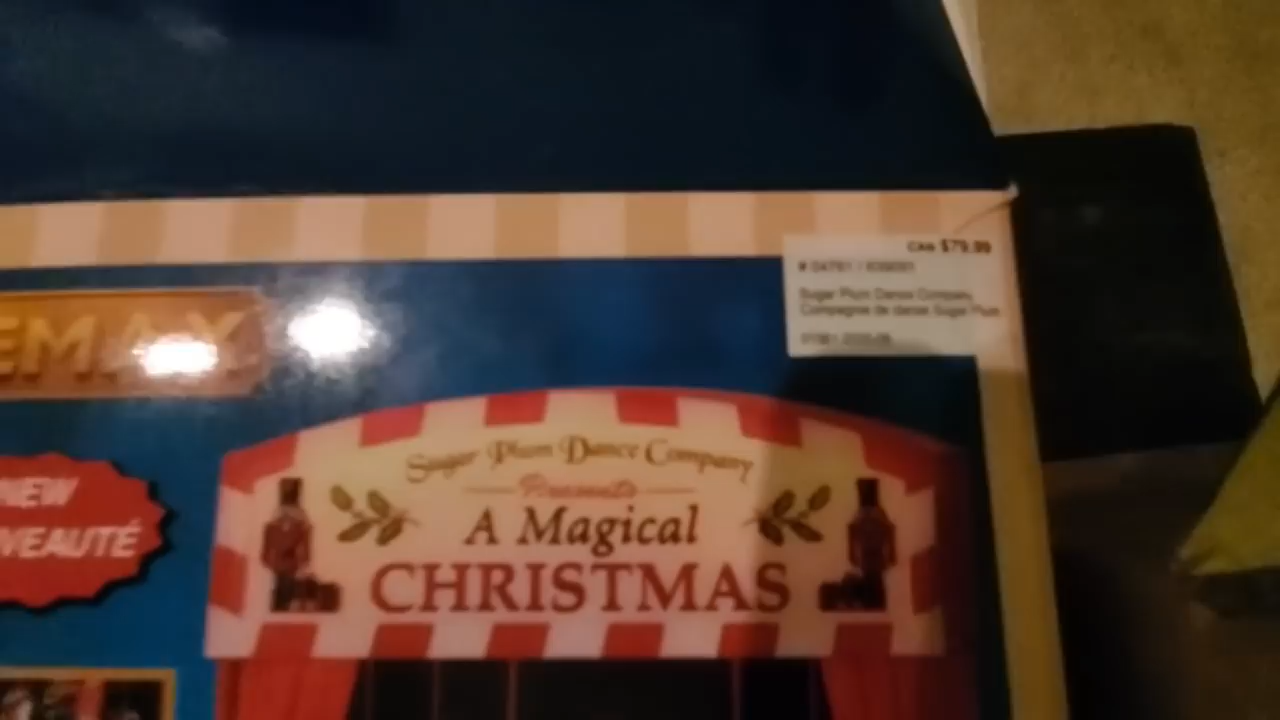 CAN $79.99
Sugar Plum Dance Company
Compagnie de danse Sugar Plum
EMAX
Sugar Plum Dance Company
Presents
A Magical
CHRISTMAS
NEW
VEAUTÉ